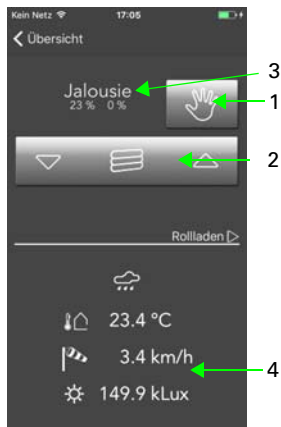 Kein Netz 17:05
Übersicht
Jalousie
23 % 0 %
3
1
2
Rollladen
23.4 °C
3.4 km/h
149.9 kLux
4